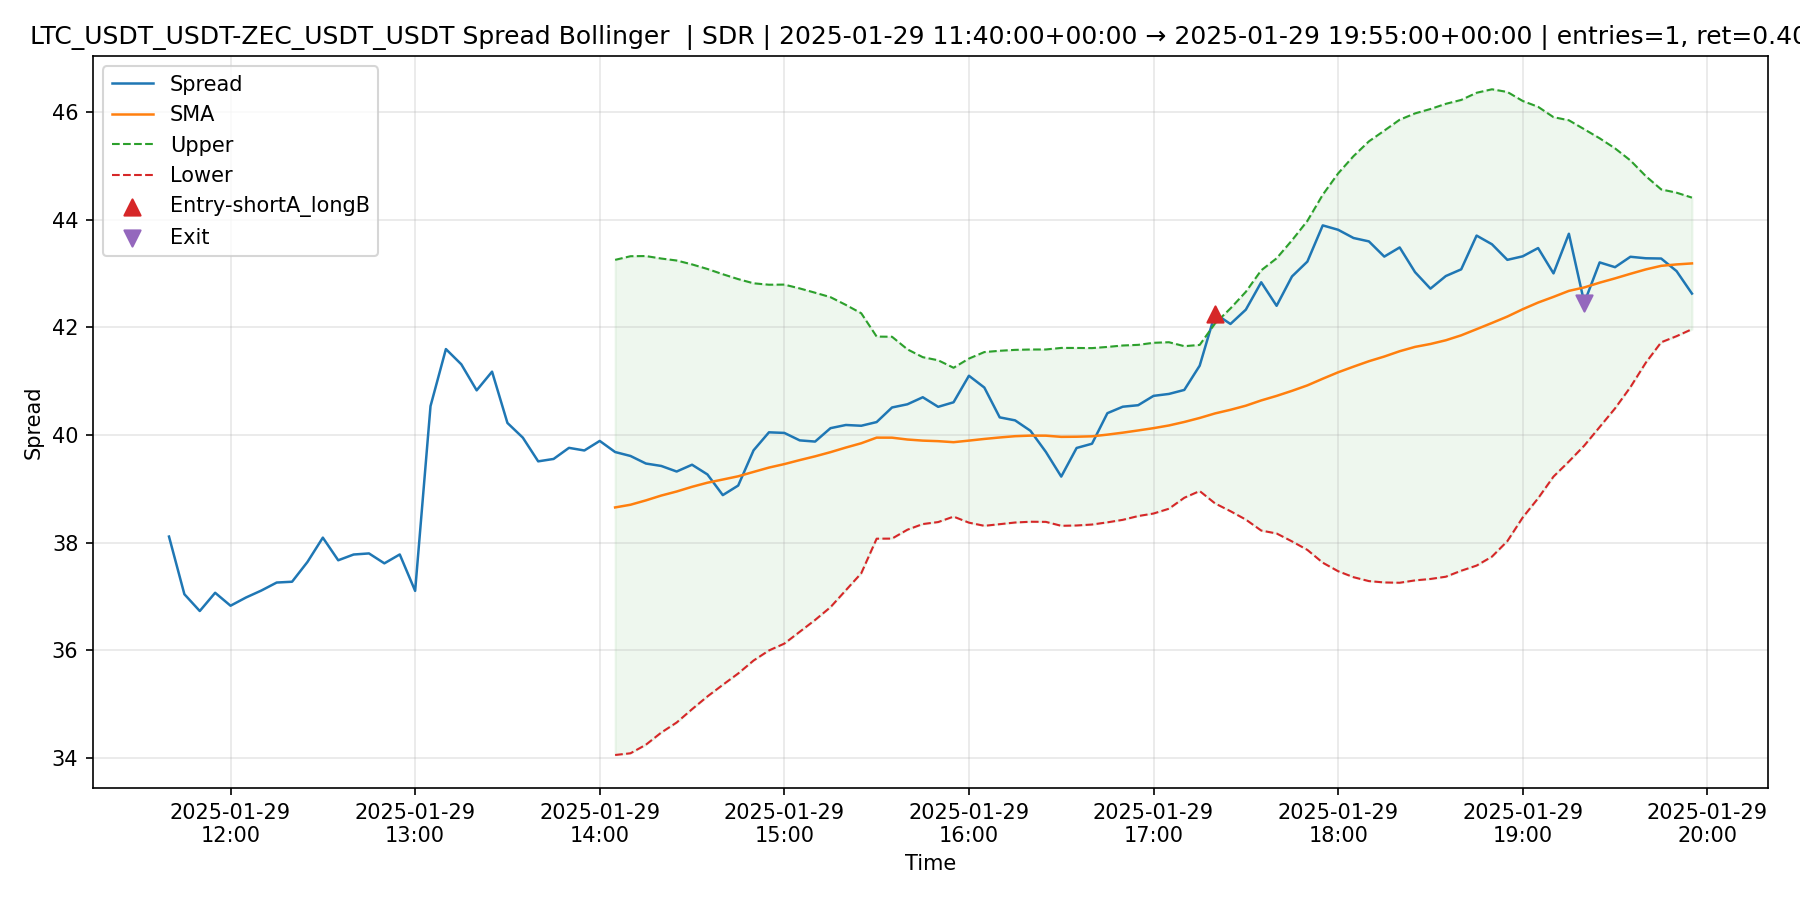 LTC_USDT_USDT-ZEC_USDT_USDT Spread Bollinger | SDR | 2025-01-29 11:40:00+00:00 → 2025-01-29 19:55:00+00:00 | entries=1, ret=0.40
Spread
SMA
Upper
Lower
Entry-shortA_longB
Exit
46
44
42
40
38
36
34
Spread
2025-01-29
12:00
2025-01-29
13:00
2025-01-29
14:00
2025-01-29
15:00
2025-01-29
16:00
2025-01-29
17:00
2025-01-29
18:00
2025-01-29
19:00
2025-01-29
20:00
Time